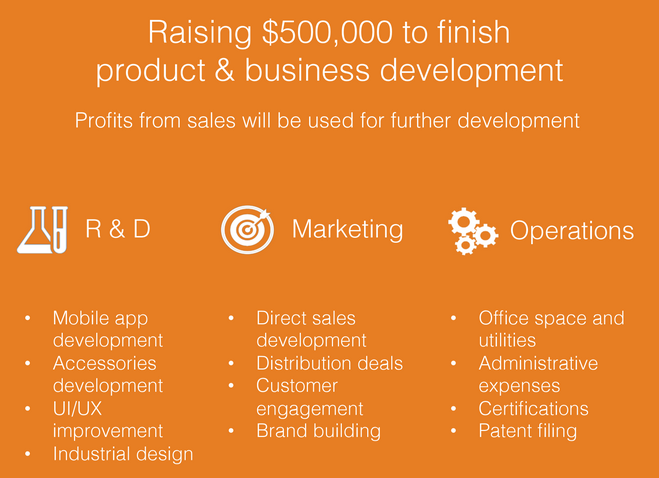 Raising $500,000 to finish
product & business development
Profits from sales will be used for further development
R & D
• Mobile app
development
• Accessories
development
• UI/UX
improvement
• Industrial design
Marketing
• Direct sales
development
• Distribution deals
• Customer
engagement
• Brand building
Operations
• Office space and
utilities
• Administrative
expenses
• Certifications
• Patent filing